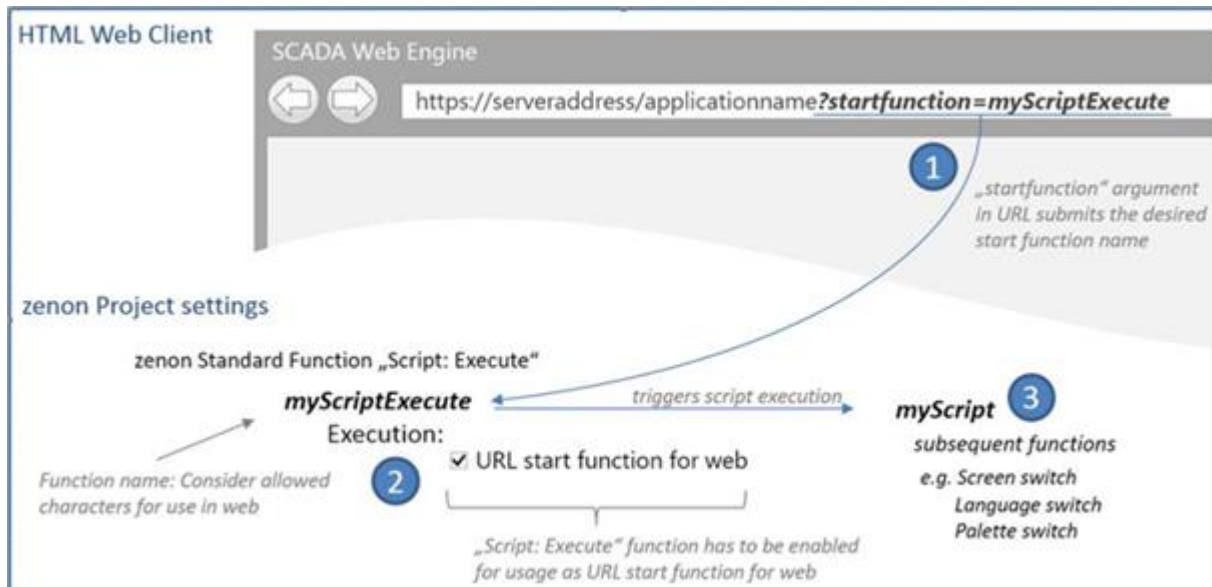 HTML Web Client
SCADA Web Engine
https://serveraddress/applicationname?startfunction=myScriptExecute
1
„startfunction“ argument
in URL submits the desired
start function name
zenon Project settings
zenon Standard Function „Script: Execute“
myScriptExecute
triggers script execution
myScript
3
Execution:
subsequent functions
URL start function for web
e.g. Screen switch
Language switch
Palette switch
Function name: Consider allowed
characters for use in web
2
„Script: Execute“ function has to be enabled
for usage as URL start function for web